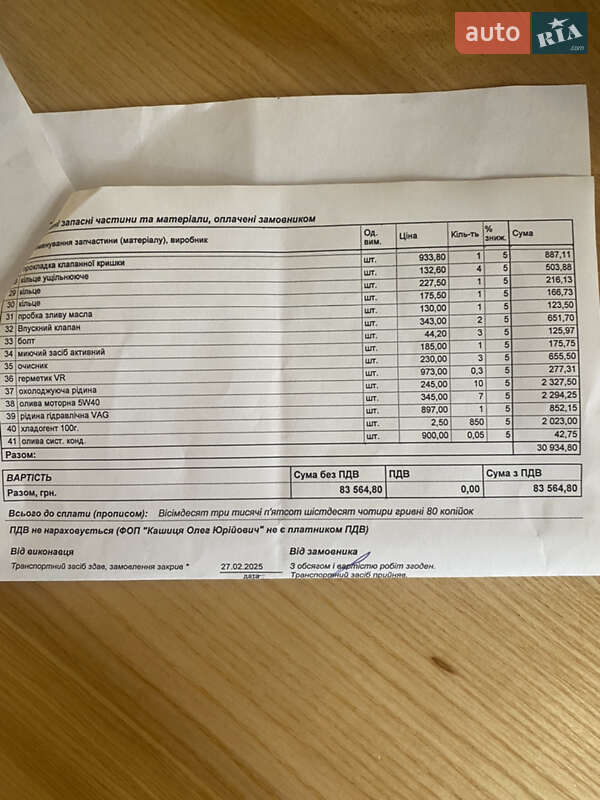 auto RIA .com
ні запасні частини та матеріали, оплачені замовником
менування запчастини (матеріалу), виробник Од. вим. Ціна Кіль-ть % зниж. Сума
прокладка клапанної кришки шт. 933,80 1 5 887,11
кільце ущільнююче шт. 132,60 4 5 503,88
29 кільце шт. 227,50 1 5 216,13
30 кільце шт. 175,50 1 5 166,73
31 пробка зливу масла шт. 130,00 1 5 123,50
32 Впускний клапан шт. 343,00 2 5 651,70
33 болт шт. 44,20 3 5 125,97
34 миючий засіб активний шт. 185,00 1 5 175,75
35 очисник шт. 230,00 3 5 655,50
36 герметик VR шт. 973,00 0,3 5 277,31
37 охолоджуюча рідина шт. 245,00 10 5 2 327,50
38 олива моторна 5W40 шт. 345,00 7 5 2 294,25
39 рідина гідравлічна VAG шт. 897,00 1 5 852,15
40 хладогент 100г. шт. 2,50 850 5 2 023,00
41 олива сист. конд. шт. 900,00 0,05 5 42,75
Разом: 30 934,80
ВАРТІСТЬ Сума без ПДВ ПДВ Сума з ПДВ
Разом, грн. 83 564,80 0,00 83 564,80
Всього до сплати (прописом): Вісімдесят три тисячі п'ятсот шістдесят чотири гривні 80 копійок
ПДВ не нараховується (ФОП "Кашиця Олег Юрійович" не є платником ПДВ)
Від виконавця Від замовника
Транспортний засіб здав, замовлення закрив * 27.02.2025 З обсягом і вартістю робіт згоден.
дата Транспортний засіб прийняв.